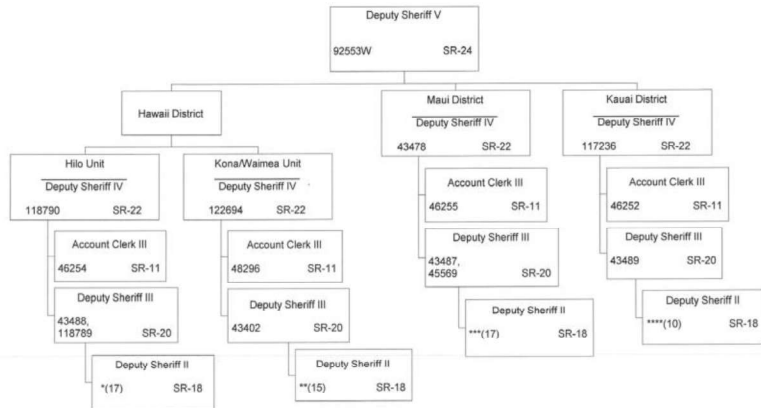 Deputy Sheriff V
92553W SR-24
Hawaii District
Maui District
Deputy Sheriff IV
43478 SR-22
Kauai District
Deputy Sheriff IV
117236 SR-22
Hilo Unit
Deputy Sheriff IV
118790 SR-22
Kona/Waimea Unit
Deputy Sheriff IV
122694 SR-22
Account Clerk III
46255 SR-11
Account Clerk III
46252 SR-11
Account Clerk III
46254 SR-11
Account Clerk III
48296 SR-11
Deputy Sheriff III
43487,
45569 SR-20
Deputy Sheriff III
43489 SR-20
Deputy Sheriff III
43488,
118789 SR-20
Deputy Sheriff III
43402 SR-20
Deputy Sheriff II
***(17) SR-18
Deputy Sheriff II
****(10) SR-18
Deputy Sheriff II
*(17) SR-18
Deputy Sheriff II
**(15) SR-18